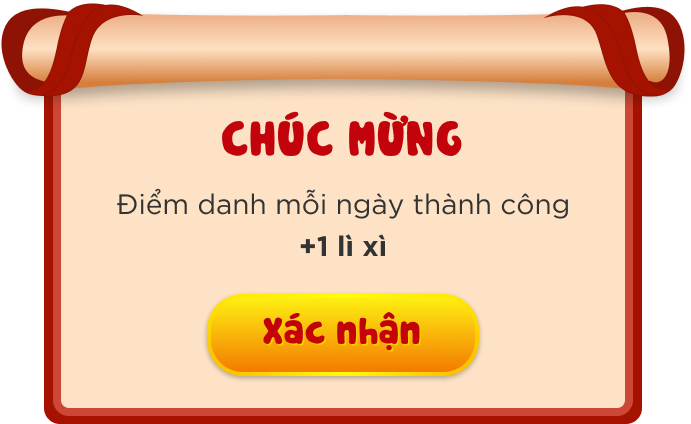 CHÚC MỪNG
Điểm danh mỗi ngày thành công
+1 lì xì
Xác nhận